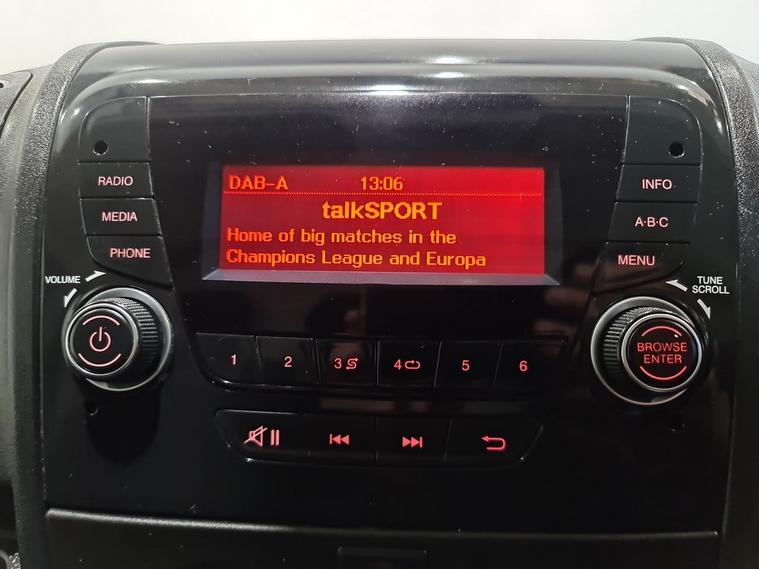 DAB-A 13:06
talkSPORT
Home of big matches in the
Champions League and Europa
RADIO
MEDIA
PHONE
VOLUME
INFO
A·B·C
MENU
TUNE
SCROLL
BROWSE
ENTER
1 2 3 4 5 6